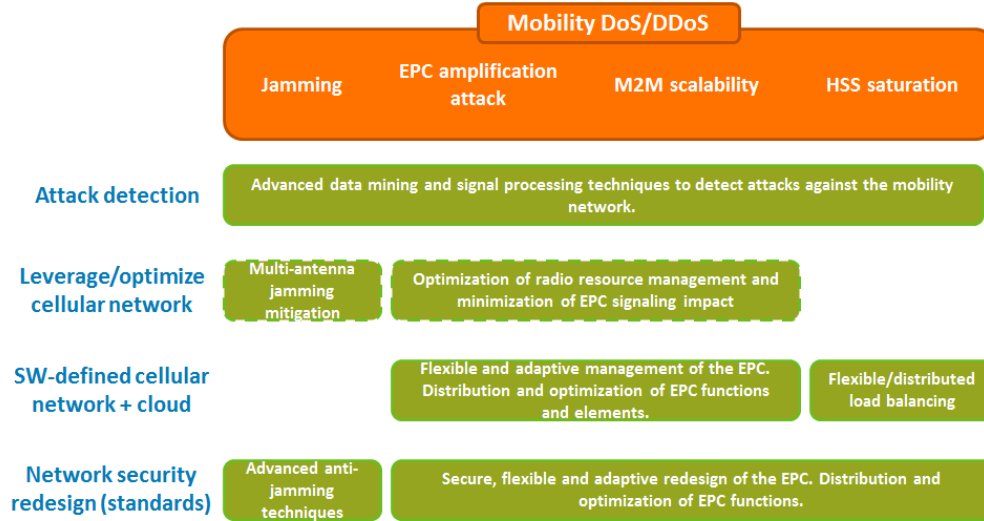 Mobility DoS/DDoS
Jamming
EPC amplification
attack
M2M scalability
HSS saturation
Attack detection
Advanced data mining and signal processing techniques to detect attacks against the mobility
network.
Leverage/optimize
cellular network
Multi-antenna
jamming
mitigation
Optimization of radio resource management and
minimization of EPC signaling impact
SW-defined cellular
network + cloud
Flexible and adaptive management of the EPC.
Distribution and optimization of EPC functions
and elements.
Flexible/distributed
load balancing
Network security
redesign (standards)
Advanced anti-
jamming
techniques
Secure, flexible and adaptive redesign of the EPC. Distribution and
optimization of EPC functions.